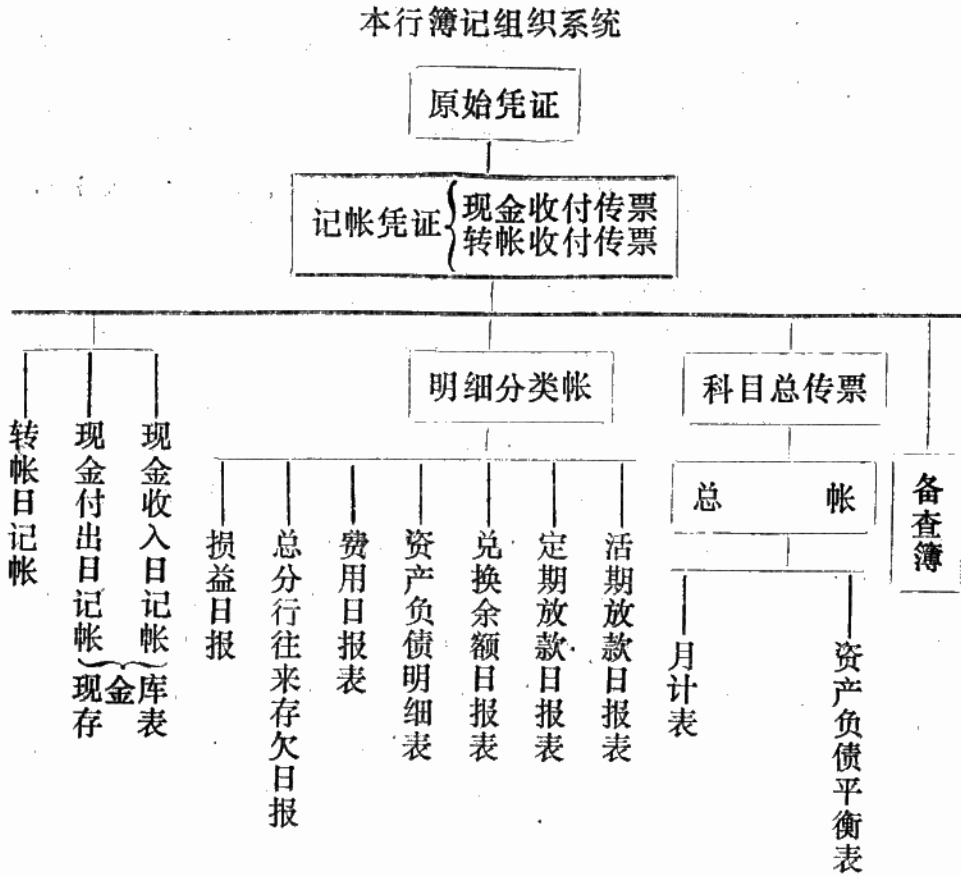 本行簿记组织系统
原始凭证
记帐凭证
现金收付传票
转帐收付传票
明细分类帐
科目总传票
总帐
备查簿
转帐日记帐
现金付出日记帐
现金收入日记帐
现金库存表
损益日报
总分行往来存欠日报
费用日报表
资产负债明细表
兑换余额日报表
定期放款日报表
活期放款日报表
月计表
资产负债平衡表